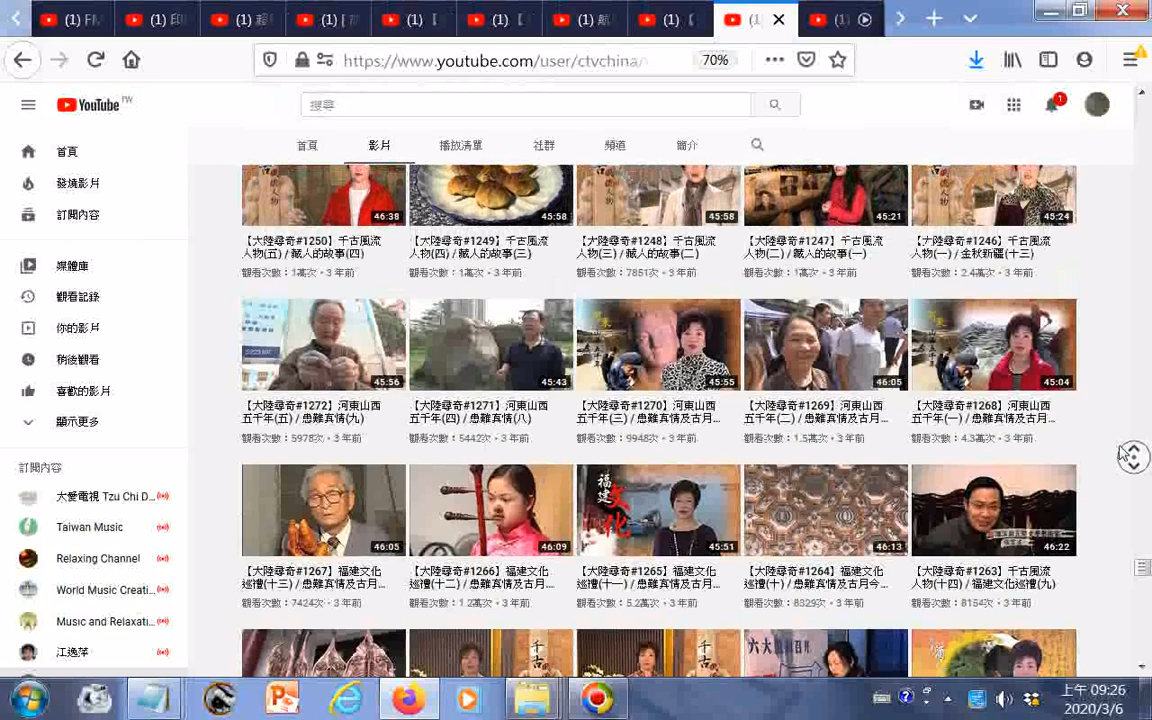 (1) FM
(1) 印
(1) 超
(1) [
(1) 【
(1) 【
(1) 航
(1) 【
(1)
(1)
https://www.youtube.com/user/ctvchina/
70%
YouTube PW
搜尋
1
首頁 影片 播放清單 社群 頻道 簡介
首頁
發燒影片
訂閱內容
媒體庫
觀看記錄
你的影片
稍後觀看
喜歡的影片
顯示更多
訂閱內容
大愛電視 Tzu Chi D...
Taiwan Music
Relaxing Channel
World Music Creati...
Music and Relaxati...
江逸萍
46:38
【大陸尋奇#1250】千古風流
人物(五) / 藏人的故事(四)
觀看次數：1萬次・3 年前
45:58
【大陸尋奇#1249】千古風流
人物(四) / 藏人的故事(三)
觀看次數：1萬次・3 年前
45:58
【大陸尋奇#1248】千古風流
人物(三) / 藏人的故事(二)
觀看次數：7851次・3 年前
45:21
【大陸尋奇#1247】千古風流
人物(二) / 藏人的故事(一)
觀看次數：1萬次・3 年前
45:24
【大陸尋奇#1246】千古風流
人物(一) / 金秋新疆(十三)
觀看次數：2.4萬次・3 年前
45:56
【大陸尋奇#1272】河東山西
五千年(五) / 患難真情(九)
觀看次數：5978次・3 年前
45:43
【大陸尋奇#1271】河東山西
五千年(四) / 患難真情(八)
觀看次數：5442次・3 年前
45:55
【大陸尋奇#1270】河東山西
五千年(三) / 患難真情及古月...
觀看次數：9948次・3 年前
46:05
【大陸尋奇#1269】河東山西
五千年(二) / 患難真情及古月...
觀看次數：1.5萬次・3 年前
45:04
【大陸尋奇#1268】河東山西
五千年(一) / 患難真情及古月...
觀看次數：4.3萬次・3 年前
46:05
【大陸尋奇#1267】福建文化
巡禮(十三) / 患難真情及古月...
觀看次數：7424次・3 年前
46:09
【大陸尋奇#1266】福建文化
巡禮(十二) / 患難真情及古月...
觀看次數：1.2萬次・3 年前
福建文化
45:51
【大陸尋奇#1265】福建文化
巡禮(十一) / 患難真情及古月...
觀看次數：5.2萬次・3 年前
46:13
【大陸尋奇#1264】福建文化
巡禮(十) / 患難真情及古月今...
觀看次數：8329次・3 年前
46:22
【大陸尋奇#1263】千古風流
人物(十四) / 福建文化巡禮(九)
觀看次數：8154次・3 年前
千古
千古
六大
上午 09:26
2020/3/6